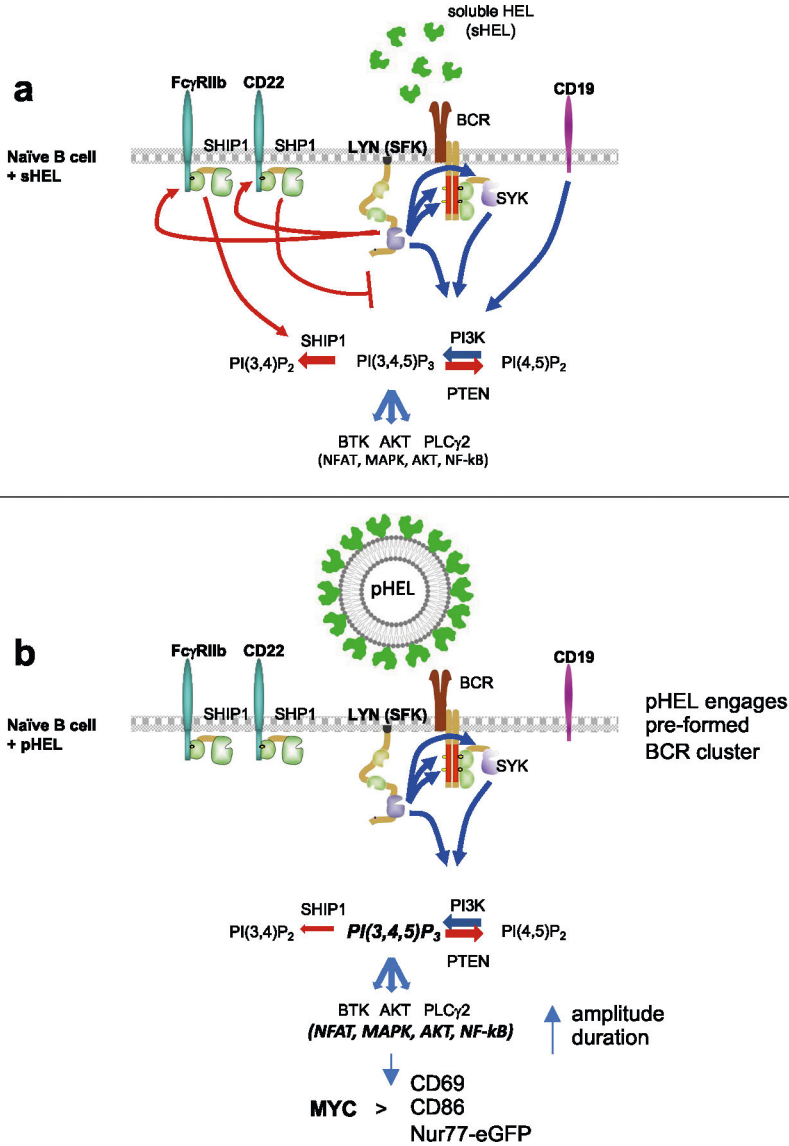 soluble HEL
(sHEL)
a
FcγRIIb CD22 CD19
BCR
SHIP1 SHP1 LYN (SFK)
Naïve B cell
+ sHEL
SYK
SHIP1 PI3K
PI(3,4)P₂ PI(3,4,5)P₃ PI(4,5)P₂
PTEN
BTK AKT PLCγ2
(NFAT, MAPK, AKT, NF-kB)
pHEL
b
FcγRIIb CD22 CD19
BCR
SHIP1 SHP1 LYN (SFK)
Naïve B cell
+ pHEL
pHEL engages
pre-formed
BCR cluster
SYK
SHIP1 PI3K
PI(3,4)P₂ PI(3,4,5)P₃ PI(4,5)P₂
PTEN
BTK AKT PLCγ2
(NFAT, MAPK, AKT, NF-kB)
amplitude
duration
CD69
MYC > CD86
Nur77-eGFP